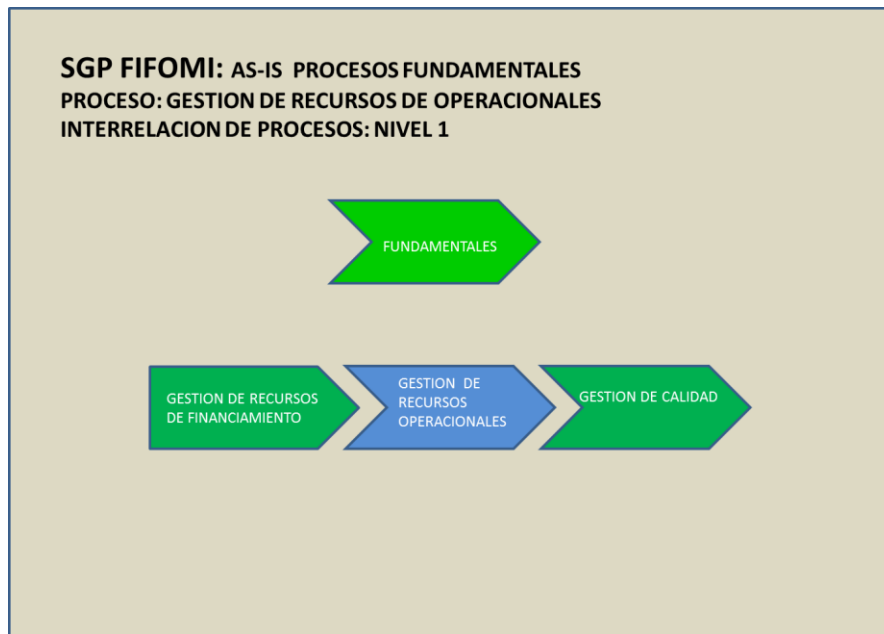 SGP FIFOMI: AS-IS PROCESOS FUNDAMENTALES
PROCESO: GESTION DE RECURSOS DE OPERACIONALES
INTERRELACION DE PROCESOS: NIVEL 1
FUNDAMENTALES
GESTION DE RECURSOS
DE FINANCIAMIENTO
GESTION DE
RECURSOS
OPERACIONALES
GESTION DE CALIDAD